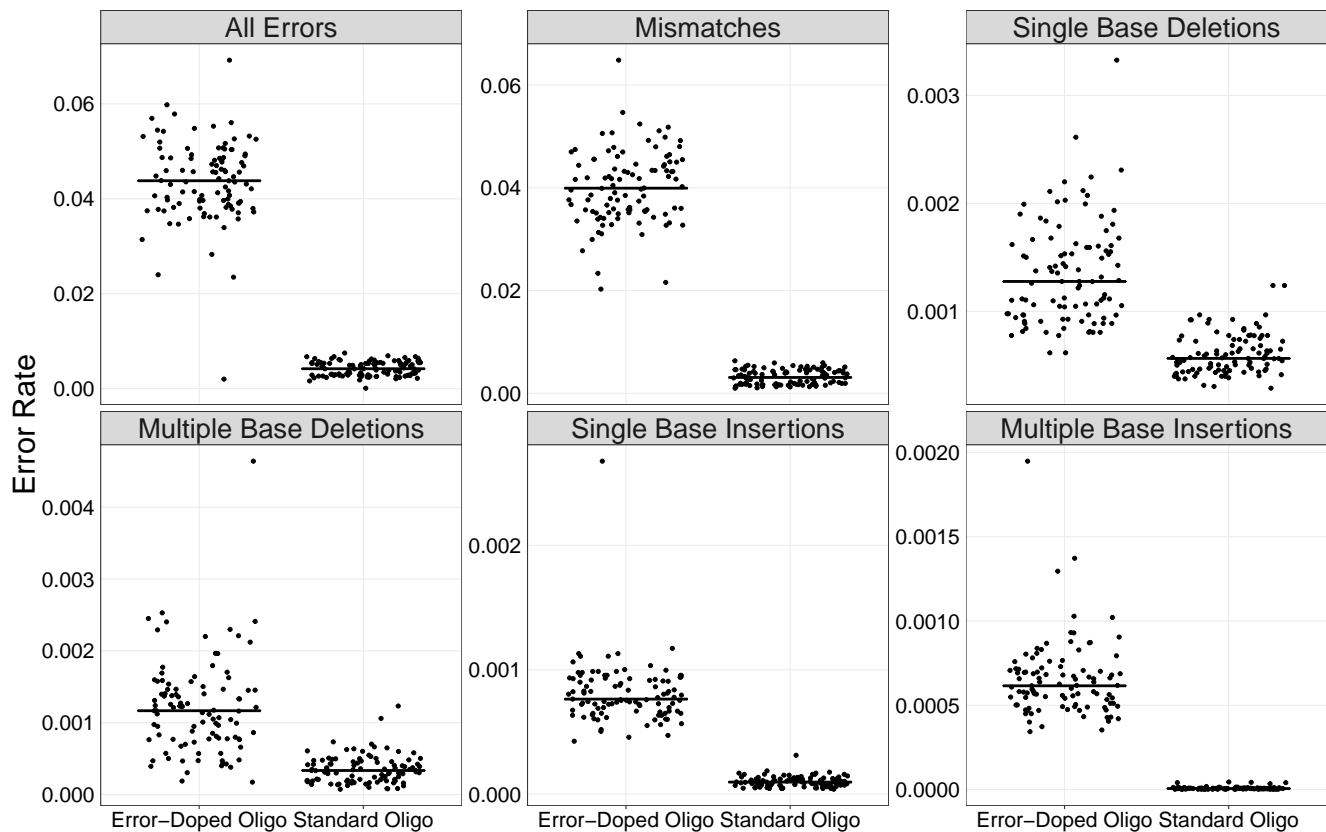 All Errors
Mismatches
Single Base Deletions
0.06
0.04
0.02
0.00
0.06
0.04
0.02
0.00
0.003
0.002
0.001
Error Rate
Multiple Base Deletions
Single Base Insertions
Multiple Base Insertions
0.004
0.003
0.002
0.001
0.000
0.002
0.001
0.000
0.0020
0.0015
0.0010
0.0005
0.0000
Error−Doped Oligo Standard Oligo
Error−Doped Oligo Standard Oligo
Error−Doped Oligo Standard Oligo